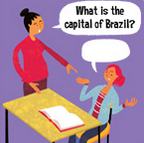 What is the
capital of Brazil?